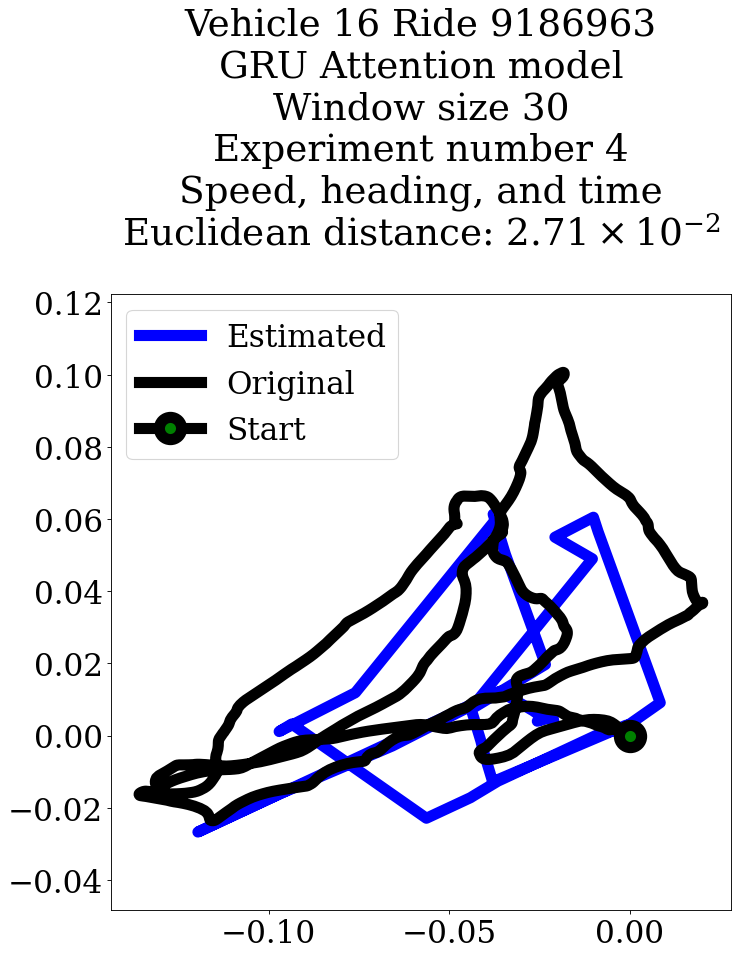 Vehicle 16 Ride 9186963
GRU Attention model
Window size 30
Experiment number 4
Speed, heading, and time
Euclidean distance: 2.71 × 10⁻²
0.12
0.10
0.08
0.06
0.04
0.02
0.00
−0.02
−0.04
Estimated
Original
Start
−0.10 −0.05 0.00